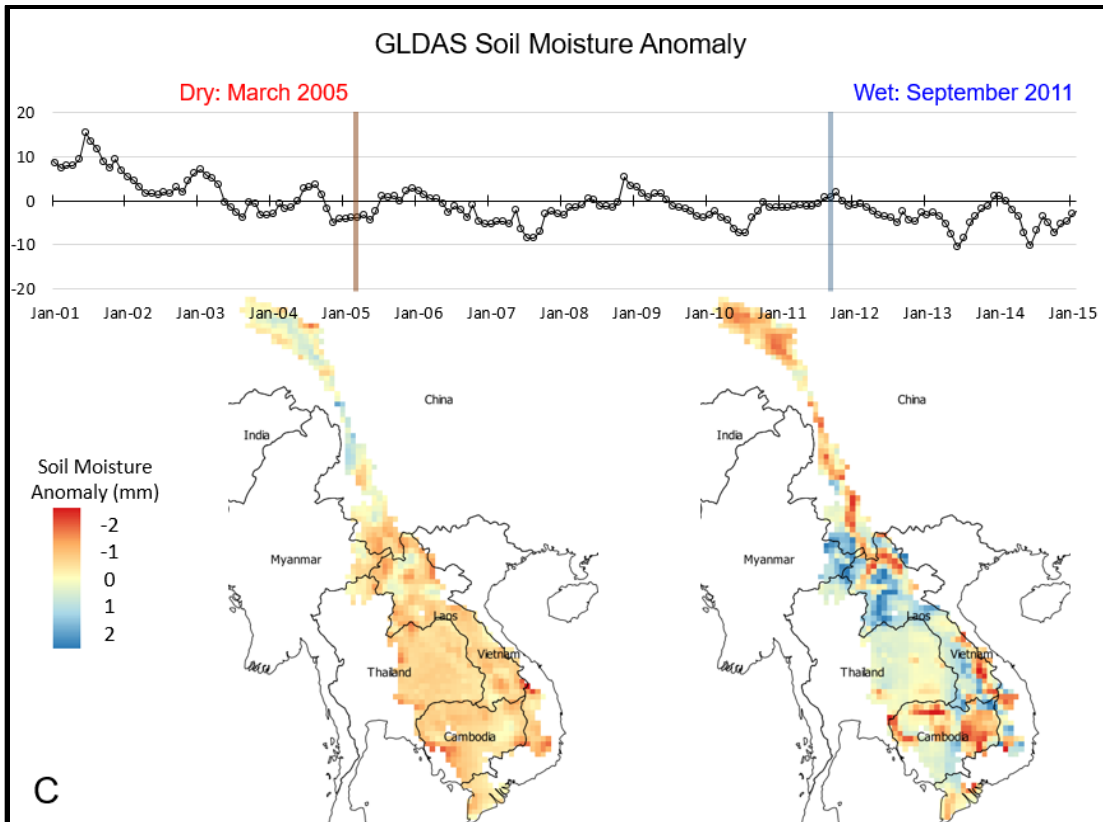 GLDAS Soil Moisture Anomaly
Dry: March 2005
Wet: September 2011
20
10
0
-10
-20
Jan-01 Jan-02 Jan-03 Jan-04 Jan-05 Jan-06 Jan-07 Jan-08 Jan-09 Jan-10 Jan-11 Jan-12 Jan-13 Jan-14 Jan-15
China
India
Myanmar
Laos
Thailand
Vietnam
Cambodia
China
India
Myanmar
Laos
Thailand
Vietnam
Cambodia
Soil Moisture
Anomaly (mm)
-2
-1
0
1
2
C